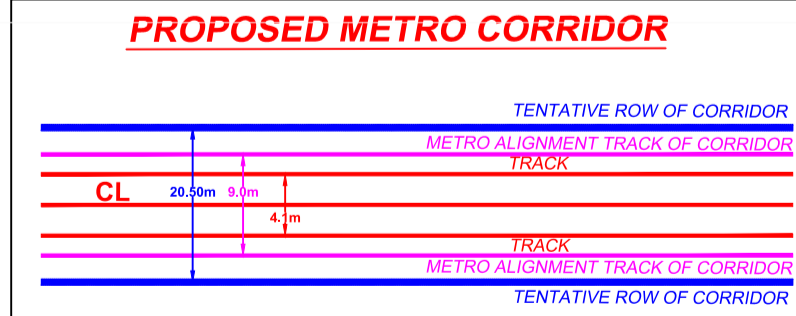 PROPOSED METRO CORRIDOR
TENTATIVE ROW OF CORRIDOR
METRO ALIGNMENT TRACK OF CORRIDOR
TRACK
CL
20.50m
9.0m
4.1m
TRACK
METRO ALIGNMENT TRACK OF CORRIDOR
TENTATIVE ROW OF CORRIDOR